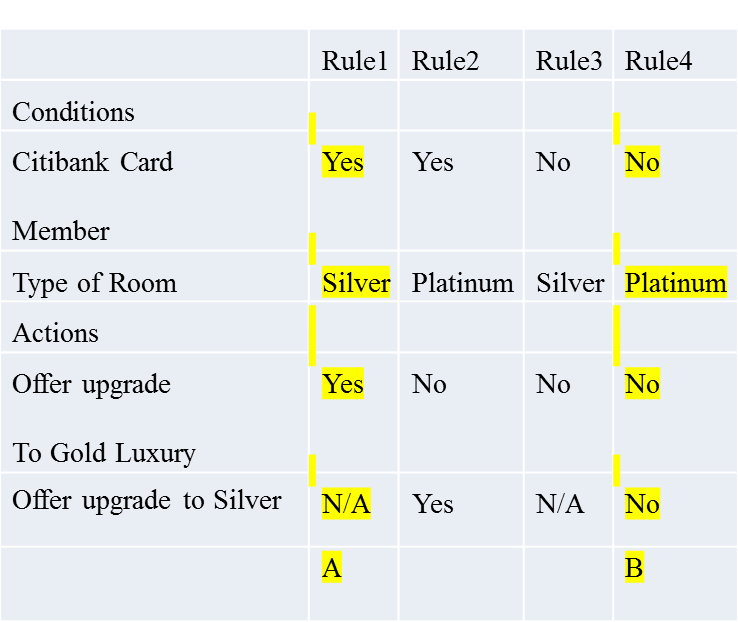 Rule1 Rule2 Rule3 Rule4
Conditions
Citibank Card Yes Yes No No
Member
Type of Room Silver Platinum Silver Platinum
Actions
Offer upgrade Yes No No No
To Gold Luxury
Offer upgrade to Silver N/A Yes N/A No
A B